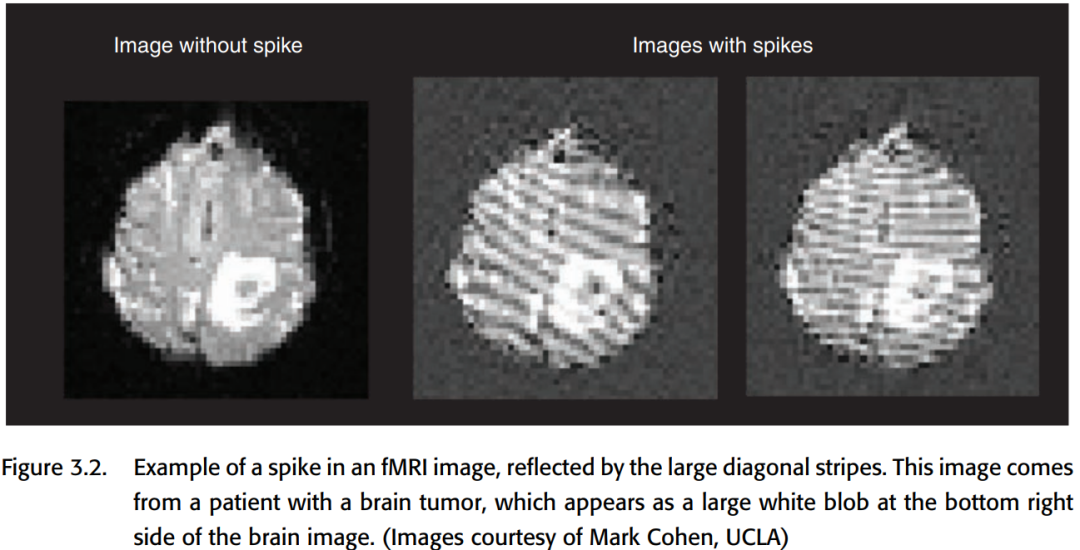 Image without spike
Images with spikes
Figure 3.2. Example of a spike in an fMRI image, reflected by the large diagonal stripes. This image comes
from a patient with a brain tumor, which appears as a large white blob at the bottom right
side of the brain image. (Images courtesy of Mark Cohen, UCLA)